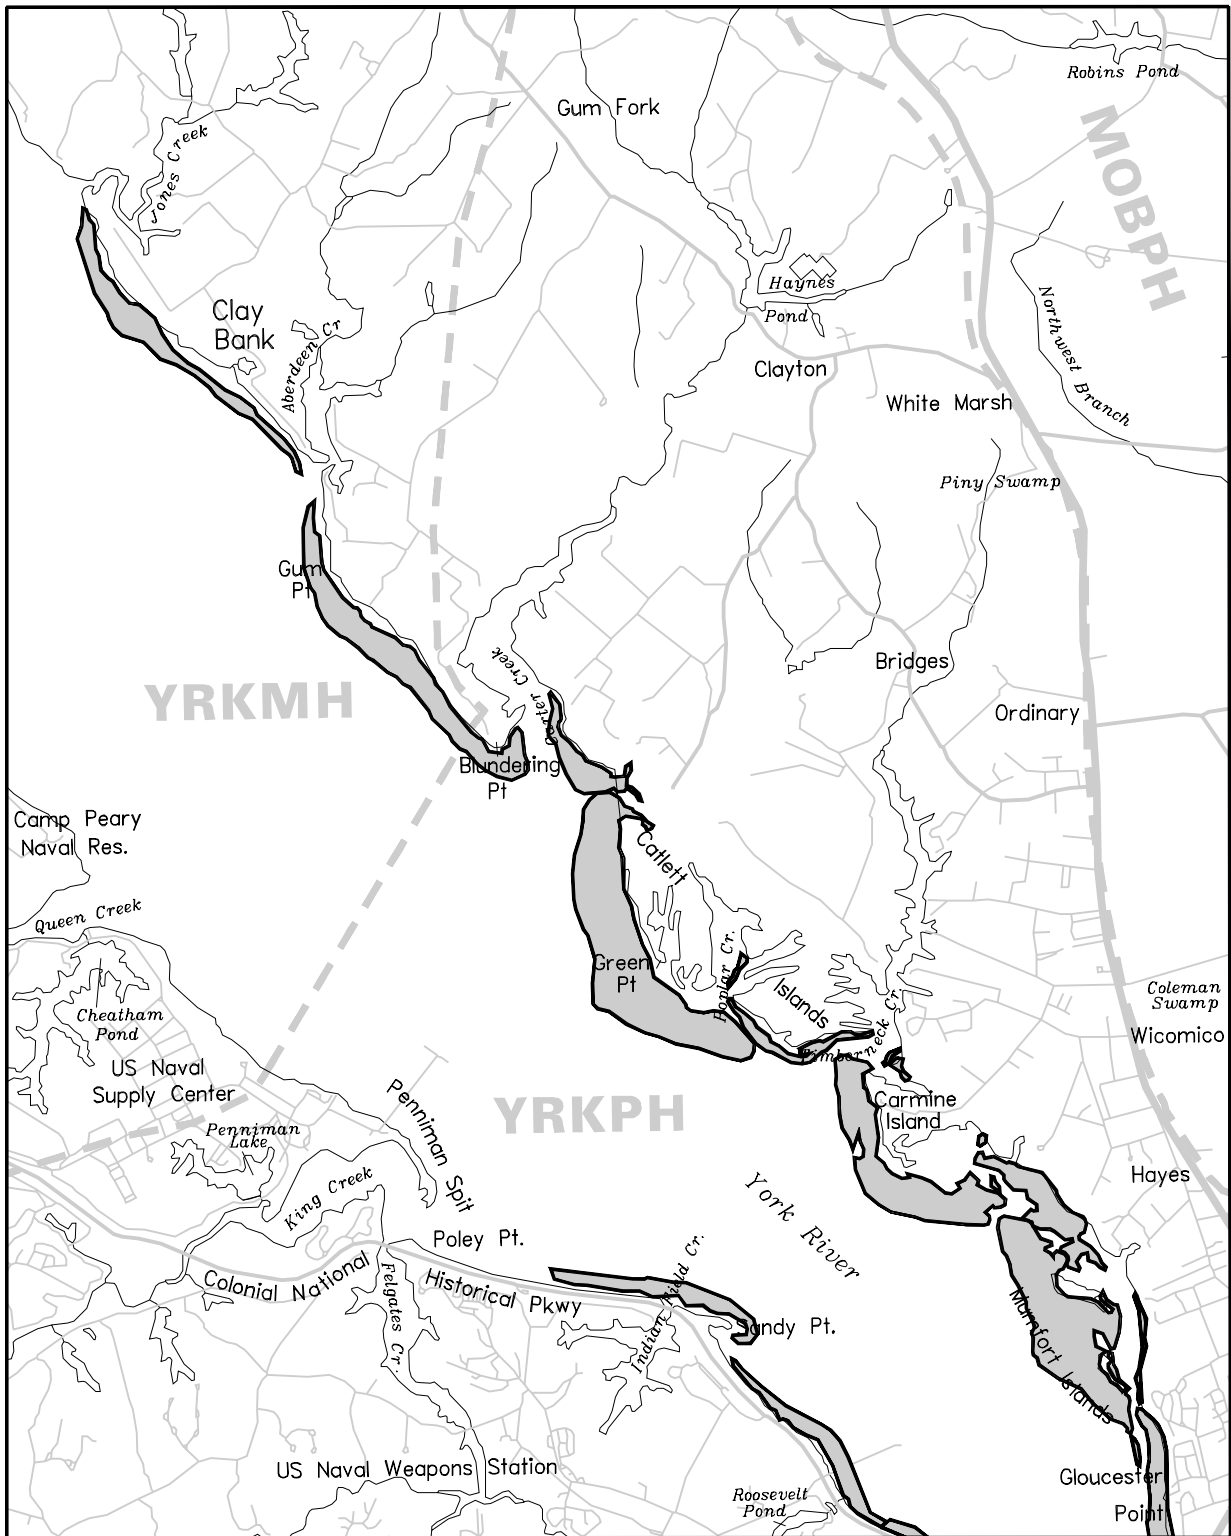 Robins Pond
Gum Fork
MOBPH
Jones Creek
Haynes
Pond
Clay
Bank
Aberdeen Cr
Northwest Branch
Clayton
White Marsh
Piny Swamp
Gum
Pt
Carter Creek
Bridges
YRKMH
Ordinary
Blundering
Pt
Camp Peary
Naval Res.
Catlett
Queen Creek
Green
Pt
Poplar Cr.
Islands
Timberneck Cr.
Coleman
Swamp
Cheatham
Pond
Wicomico
US Naval
Supply Center
Penniman Spit
YRKPH
Carmine
Island
Penniman
Lake
Hayes
King Creek
York River
Poley Pt.
Colonial National
Historical Pkwy
Felgates Cr.
Indian Field Cr.
Sandy Pt.
Mumfort Islands
US Naval Weapons Station
Roosevelt
Pond
Gloucester
Point